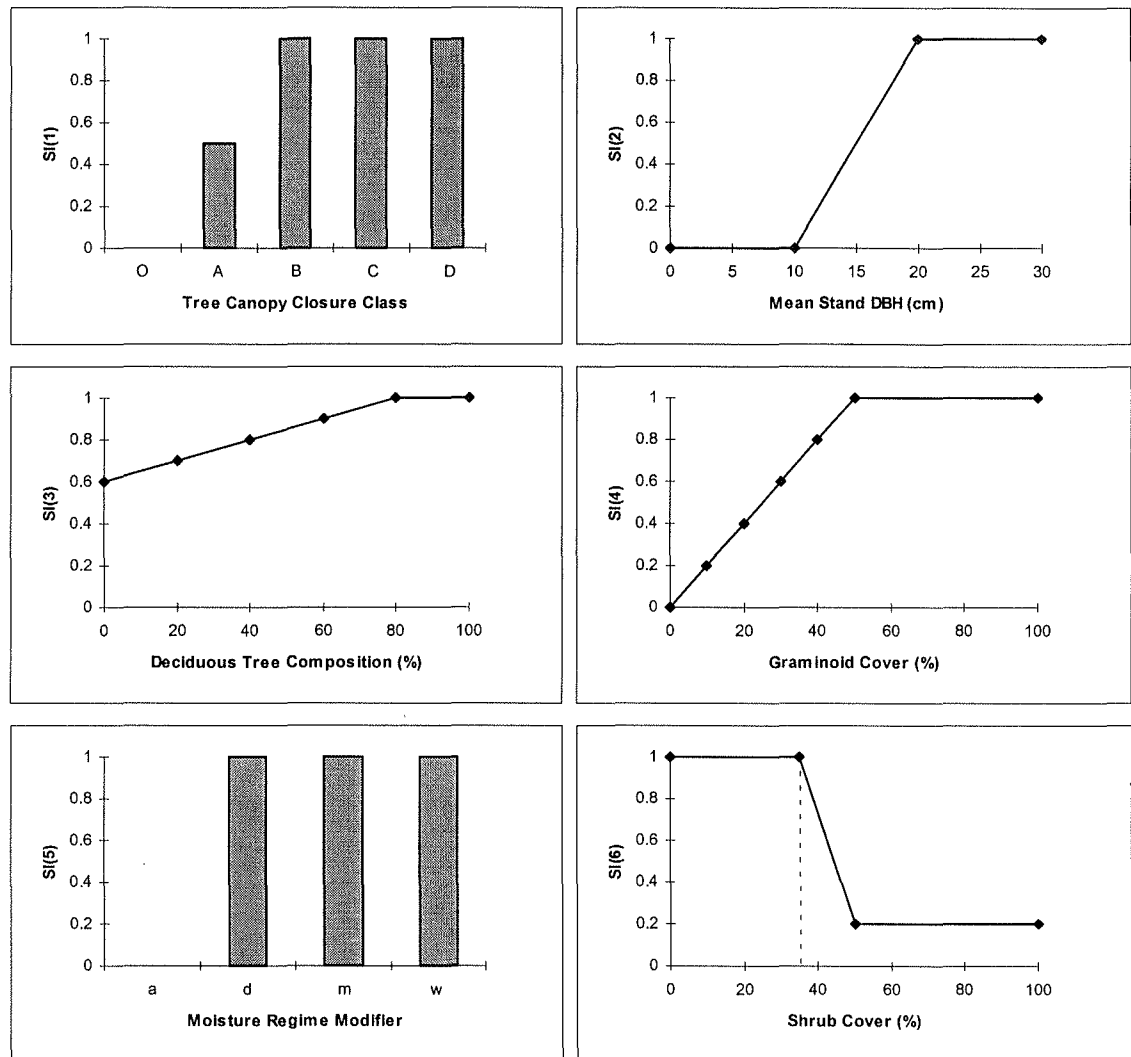 1
0.8
0.6
0.4
0.2
0
SI(1)
O A B C D
Tree Canopy Closure Class
1
0.8
0.6
0.4
0.2
0
SI(2)
0 5 10 15 20 25 30
Mean Stand DBH (cm)
1
0.8
0.6
0.4
0.2
0
SI(3)
0 20 40 60 80 100
Deciduous Tree Composition (%)
1
0.8
0.6
0.4
0.2
0
SI(4)
0 20 40 60 80 100
Graminoid Cover (%)
1
0.8
0.6
0.4
0.2
0
SI(5)
a d m w
Moisture Regime Modifier
1
0.8
0.6
0.4
0.2
0
SI(6)
0 20 40 60 80 100
Shrub Cover (%)